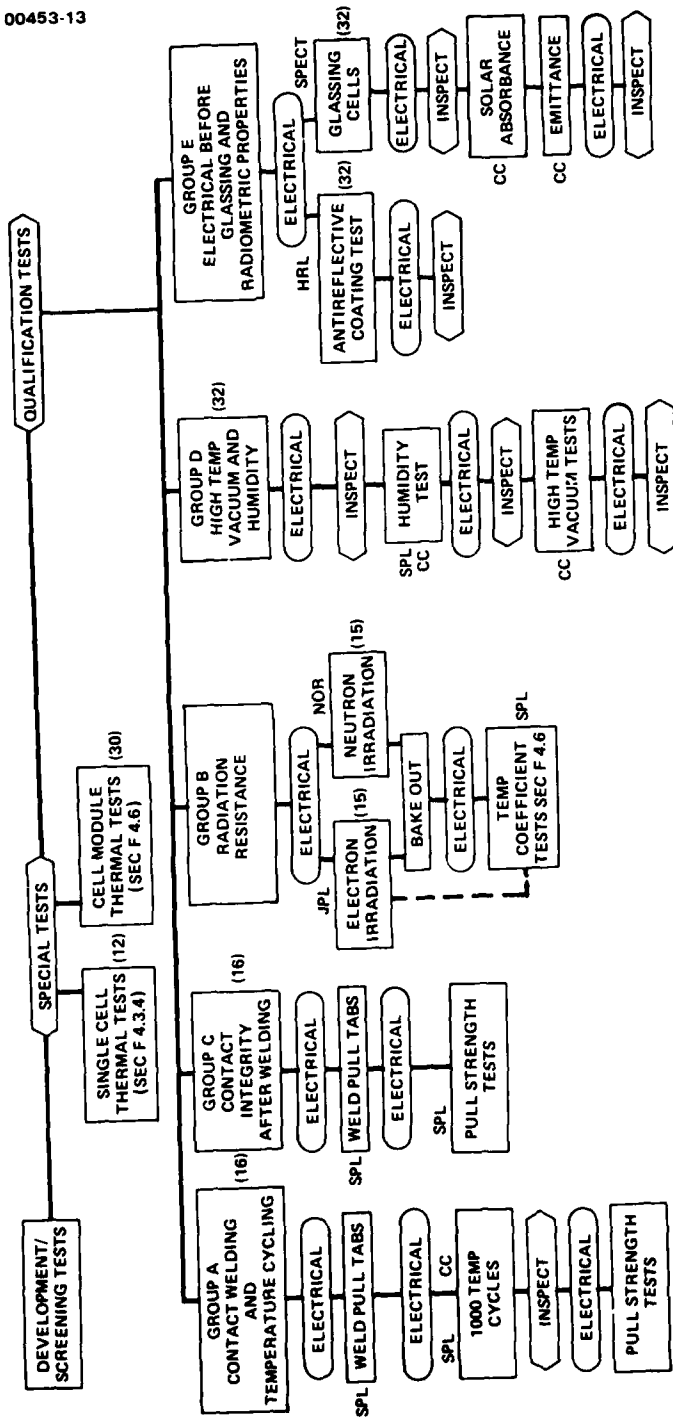 00453-13
DEVELOPMENT/
SCREENING TESTS
SPECIAL TESTS
QUALIFICATION TESTS
SINGLE CELL
THERMAL TESTS
(SEC F 4.3.4)
(12)
CELL MODULE
THERMAL TESTS
(SEC F 4.6)
(30)
GROUP A
CONTACT WELDING
AND
TEMPERATURE CYCLING
(16)
ELECTRICAL
SPL
WELD PULL TABS
ELECTRICAL
SPL
CC
1000 TEMP
CYCLES
INSPECT
ELECTRICAL
PULL STRENGTH
TESTS
GROUP C
CONTACT
INTEGRITY
AFTER WELDING
(16)
ELECTRICAL
SPL
WELD PULL TABS
ELECTRICAL
SPL
PULL STRENGTH
TESTS
GROUP B
RADIATION
RESISTANCE
ELECTRICAL
JPL
ELECTRON
IRRADIATION
(15)
NOR
NEUTRON
IRRADIATION
(15)
BAKE OUT
ELECTRICAL
TEMP
COEFFICIENT
TESTS SEC F 4.6
SPL
GROUP D
HIGH TEMP
VACUUM AND
HUMIDITY
(32)
ELECTRICAL
INSPECT
SPL
CC
HUMIDITY
TEST
ELECTRICAL
INSPECT
CC
HIGH TEMP
VACUUM TESTS
ELECTRICAL
INSPECT
GROUP E
ELECTRICAL BEFORE
GLASSING AND
RADIOMETRIC PROPERTIES
ELECTRICAL
HRL
ANTIREFLECTIVE
COATING TEST
(32)
ELECTRICAL
INSPECT
SPECT
GLASSING
CELLS
(32)
ELECTRICAL
INSPECT
CC
SOLAR
ABSORBANCE
CC
EMITTANCE
ELECTRICAL
INSPECT